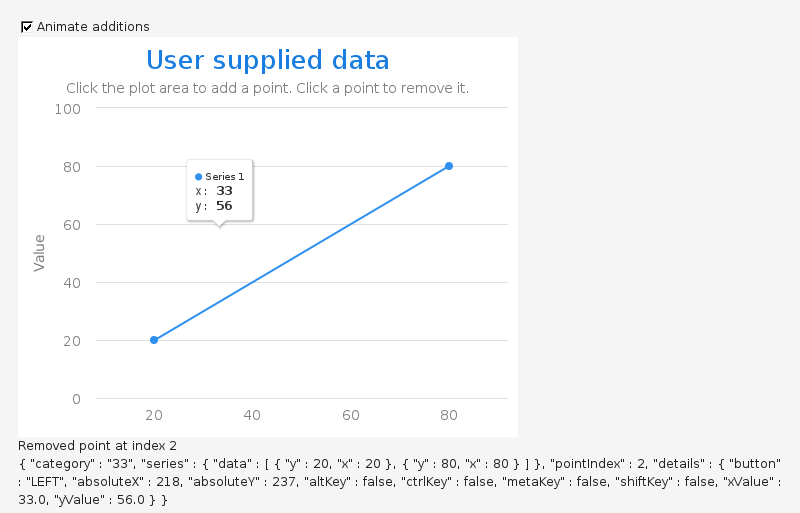 Animate additions
User supplied data
Click the plot area to add a point. Click a point to remove it.
100
80
60
40
20
0
Value
Series 1
x: 33
y: 56
20 40 60 80
Removed point at index 2
{ "category" : "33", "series" : { "data" : [ { "y" : 20, "x" : 20 }, { "y" : 80, "x" : 80 } ] }, "pointIndex" : 2, "details" : { "button"
: "LEFT", "absoluteX" : 218, "absoluteY" : 237, "altKey" : false, "ctrlKey" : false, "metaKey" : false, "shiftKey" : false, "xValue" :
33.0, "yValue" : 56.0 } }